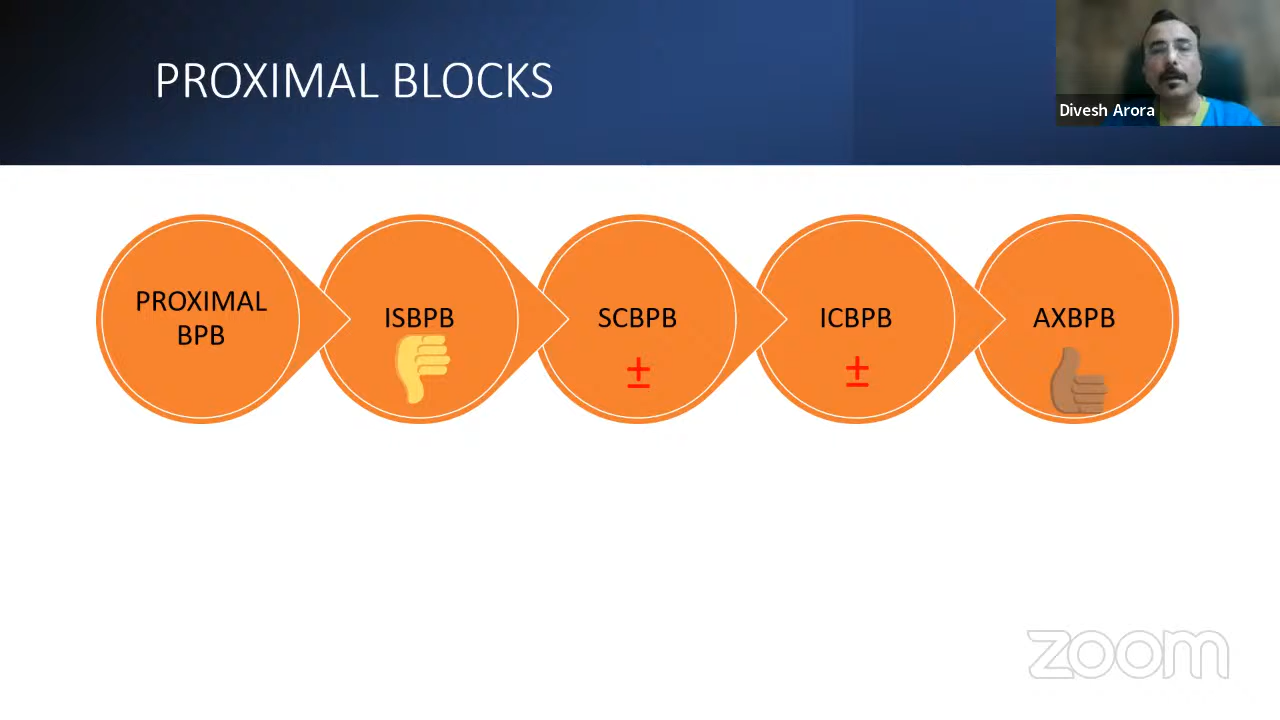 PROXIMAL BLOCKS
Divesh Arora
PROXIMAL
BPB
ISBPB
SCBPB
±
ICBPB
±
AXBPB
zoom